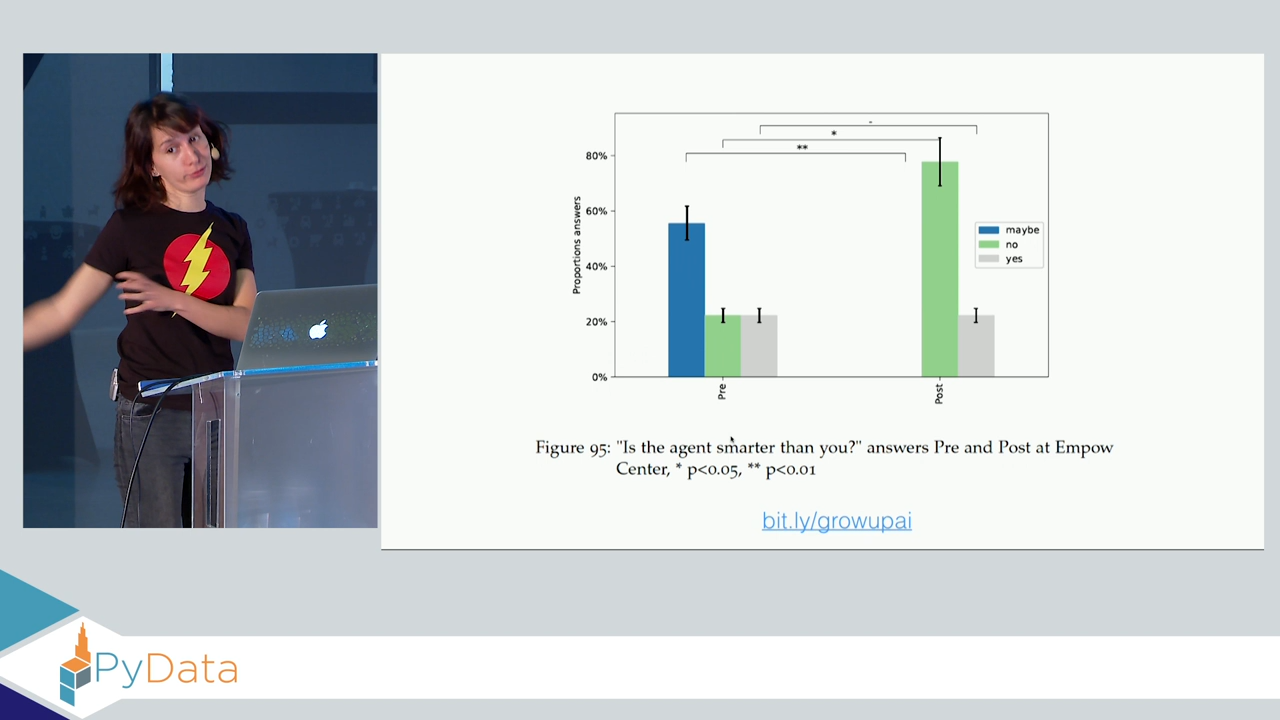 -
*
**
80%
60%
40%
20%
0%
Proportions answers
maybe
no
yes
Pre
Post
Figure 95: "Is the agent smarter than you?" answers Pre and Post at Empow
Center, * p<0.05, ** p<0.01
bit.ly/growupai
PyData